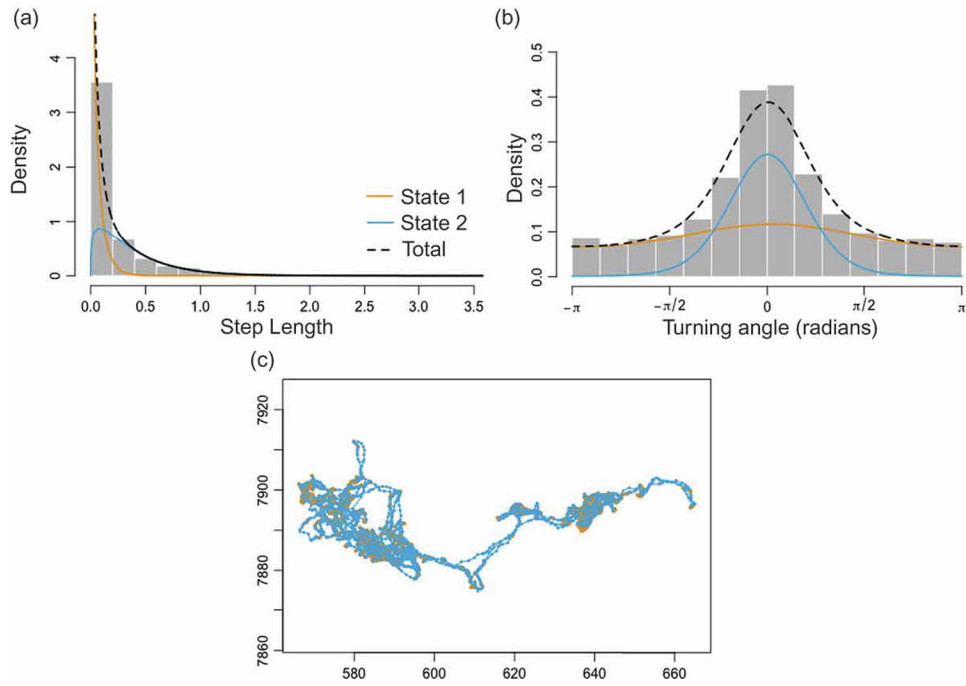 (a)
(b)
Density
4
3
2
1
0
0.0 0.5 1.0 1.5 2.0 2.5 3.0 3.5
Step Length
State 1
State 2
Total
Density
0.5
0.4
0.3
0.2
0.1
0.0
−π −π/2 0 π/2 π
Turning angle (radians)
(c)
7920
7900
7880
7860
580 600 620 640 660